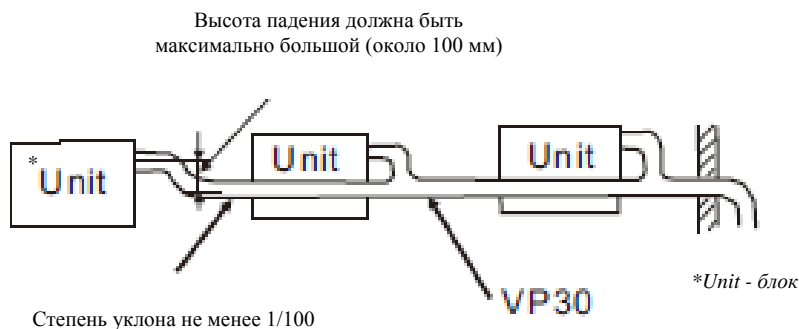 Высота падения должна быть
максимально большой (около 100 мм)
*Unit
Unit
Unit
*Unit - блок
VP30
Степень уклона не менее 1/100